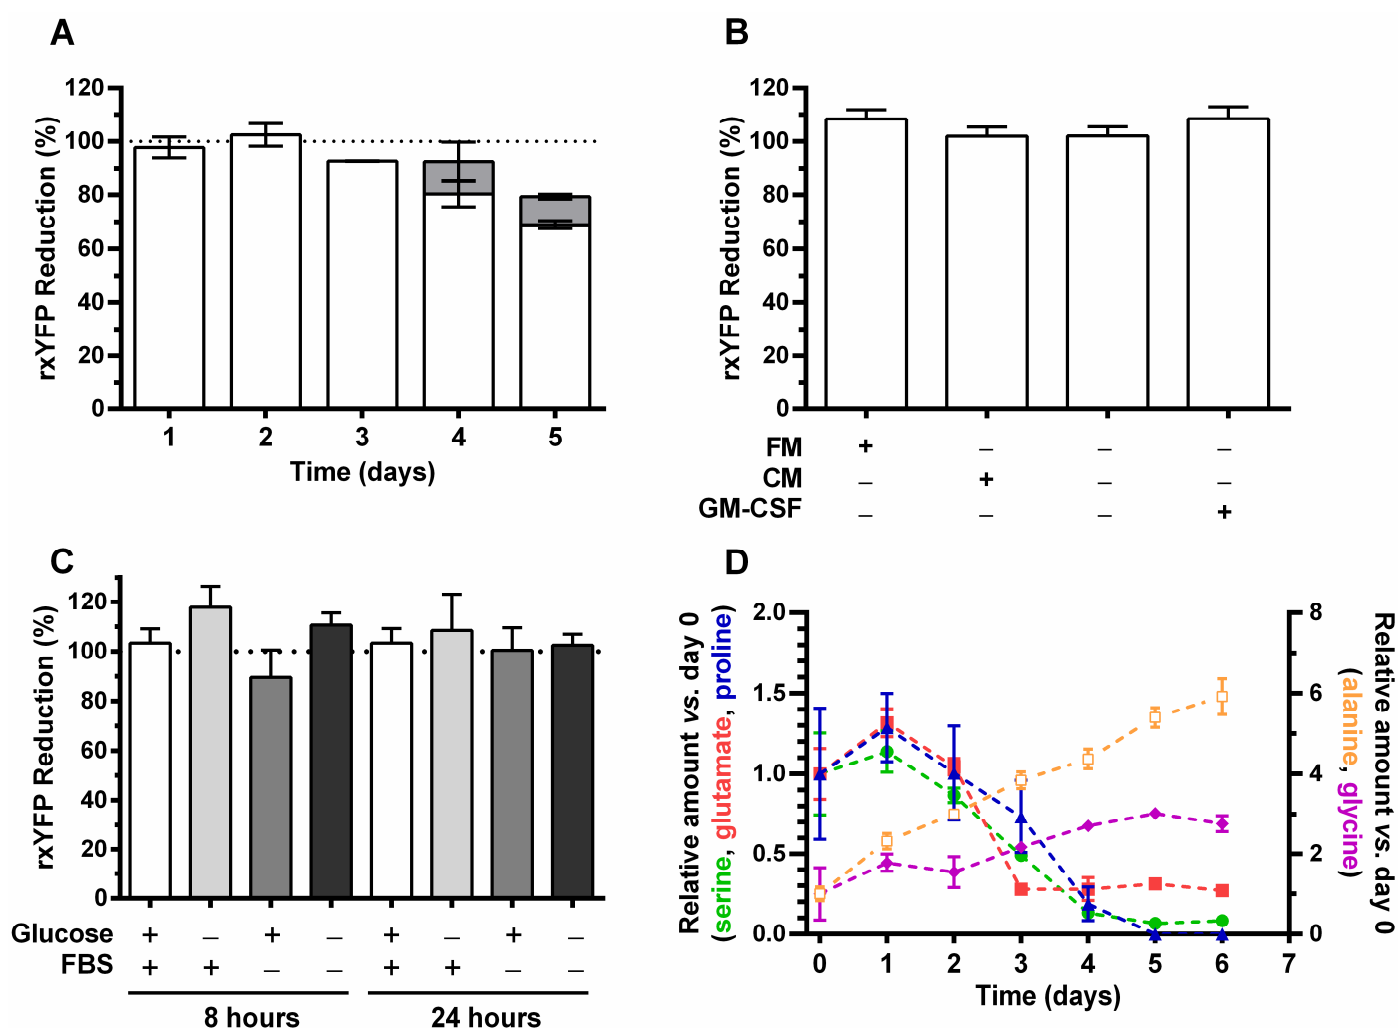 A
rxYFP Reduction (%)
120
100
80
60
40
20
0
1 2 3 4 5
Time (days)
B
rxYFP Reduction (%)
120
100
80
60
40
20
0
FM + – – –
CM – + – –
GM-CSF – – – +
C
rxYFP Reduction (%)
120
100
80
60
40
20
0
Glucose + – + – + – + –
FBS + + – – + + – –
8 hours 24 hours
D
Relative amount vs. day 0
(serine, glutamate, proline)
2.0
1.5
1.0
0.5
0.0
0 1 2 3 4 5 6 7
Time (days)
8
6
4
2
0
Relative amount vs. day 0
(alanine, glycine)